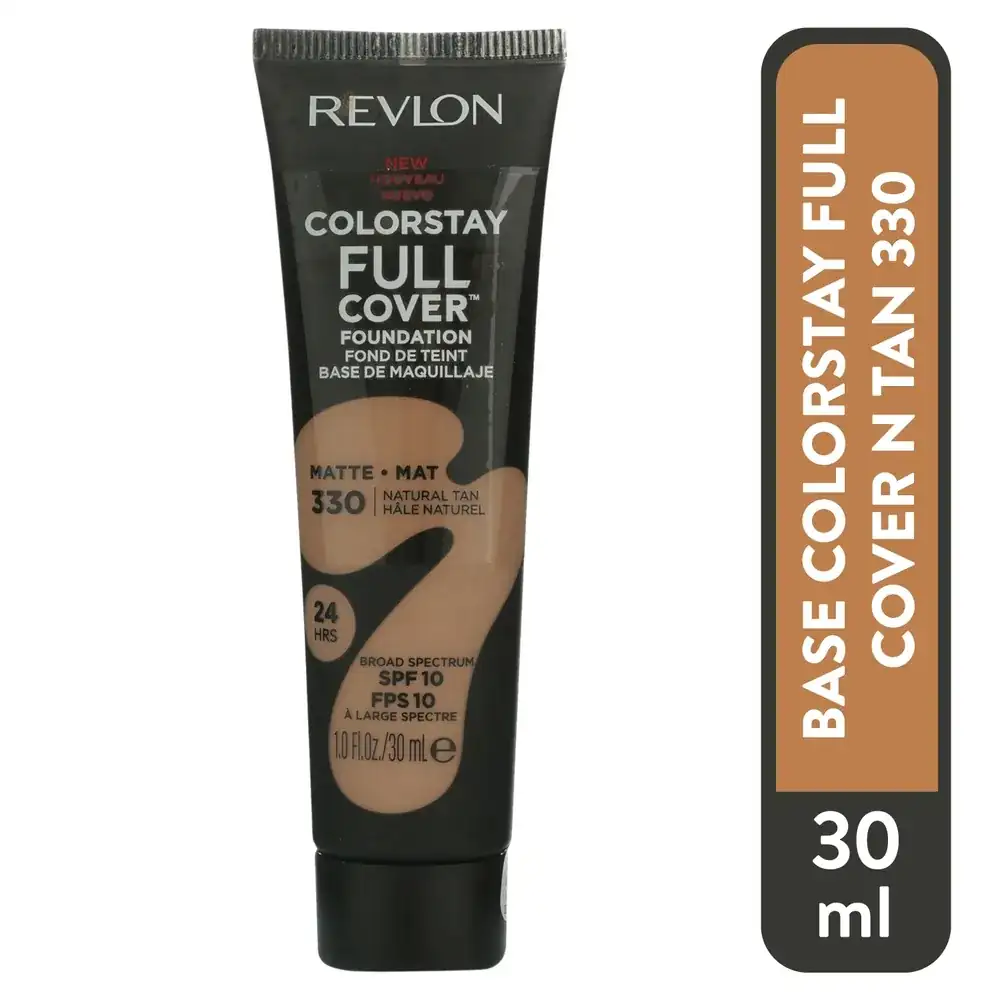 REVLON
NEW
NOUVEAU
NUEVO
COLORSTAY
FULL
COVER™
FOUNDATION
FOND DE TEINT
BASE DE MAQUILLAJE
MATTE • MAT
330 | NATURAL TAN
HÂLE NATUREL
24
HRS
BROAD SPECTRUM
SPF 10
FPS 10
À LARGE SPECTRE
1.0 Fl.Oz./30 mL e
BASE COLORSTAY FULL
COVER N TAN 330
30
ml